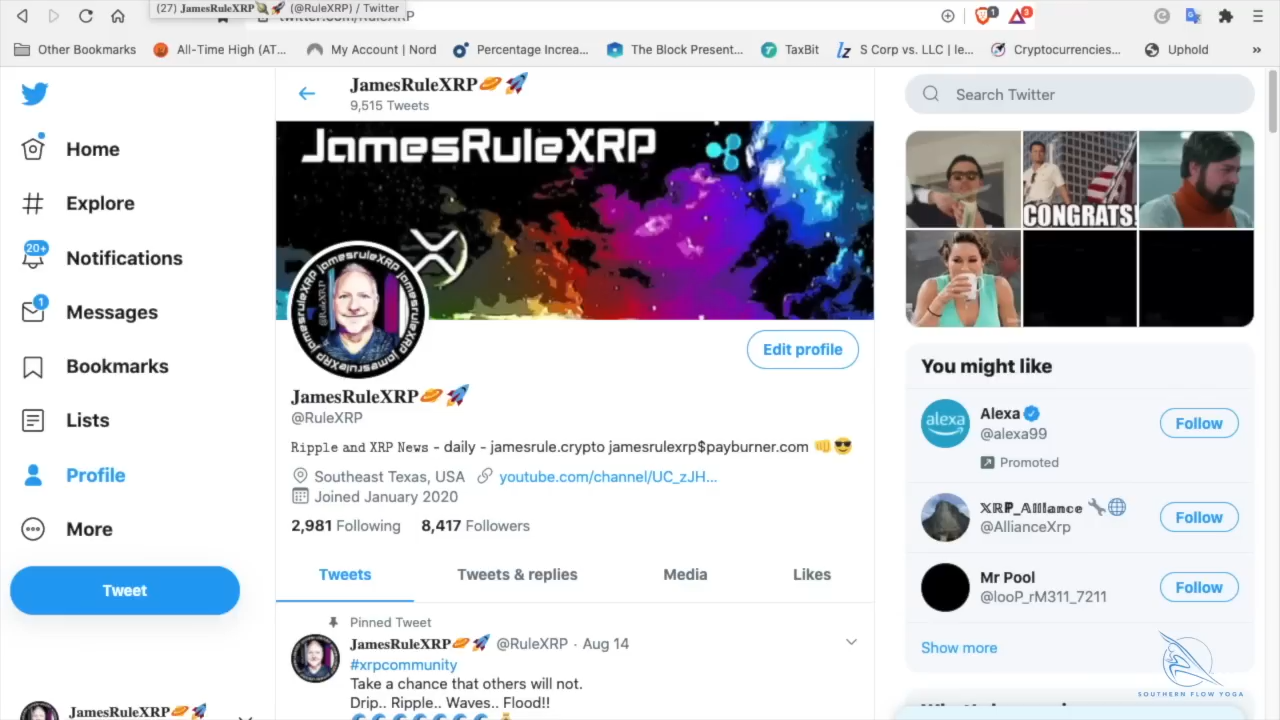 (27) JamesRuleXRP🪐🚀 (@RuleXRP) / Twitter
Other Bookmarks
All-Time High (AT...
My Account | Nord
Percentage Increa...
The Block Present...
TaxBit
S Corp vs. LLC | le...
Cryptocurrencies...
Uphold
»
JamesRuleXRP🪐🚀
9,515 Tweets
Search Twitter
Home
Explore
20+
Notifications
1
Messages
Bookmarks
Lists
Profile
More
Tweet
JamesRuleXRP
jamesruleXRP jamesruleXRP jamesruleXRP
@RuleXRP
Edit profile
JamesRuleXRP🪐🚀
@RuleXRP
Ripple and XRP News - daily - jamesrule.crypto jamesrulexrp$payburner.com 👊😎
Southeast Texas, USA youtube.com/channel/UC_zJH...
Joined January 2020
2,981 Following 8,417 Followers
Tweets Tweets & replies Media Likes
Pinned Tweet
JamesRuleXRP🪐🚀 @RuleXRP · Aug 14
#xrpcommunity
Take a chance that others will not.
Drip.. Ripple.. Waves.. Flood!!
CONGRATS!
You might like
alexa
Alexa
@alexa99
Promoted
Follow
𝕏ℝℙ_𝔸𝕝𝕝𝕚𝕒𝕟𝕔𝕖 🔧🌐
@AllianceXrp
Follow
Mr Pool
@looP_rM311_7211
Follow
Show more
SOUTHERN FLOW YOGA
JamesRuleXRP🪐🚀